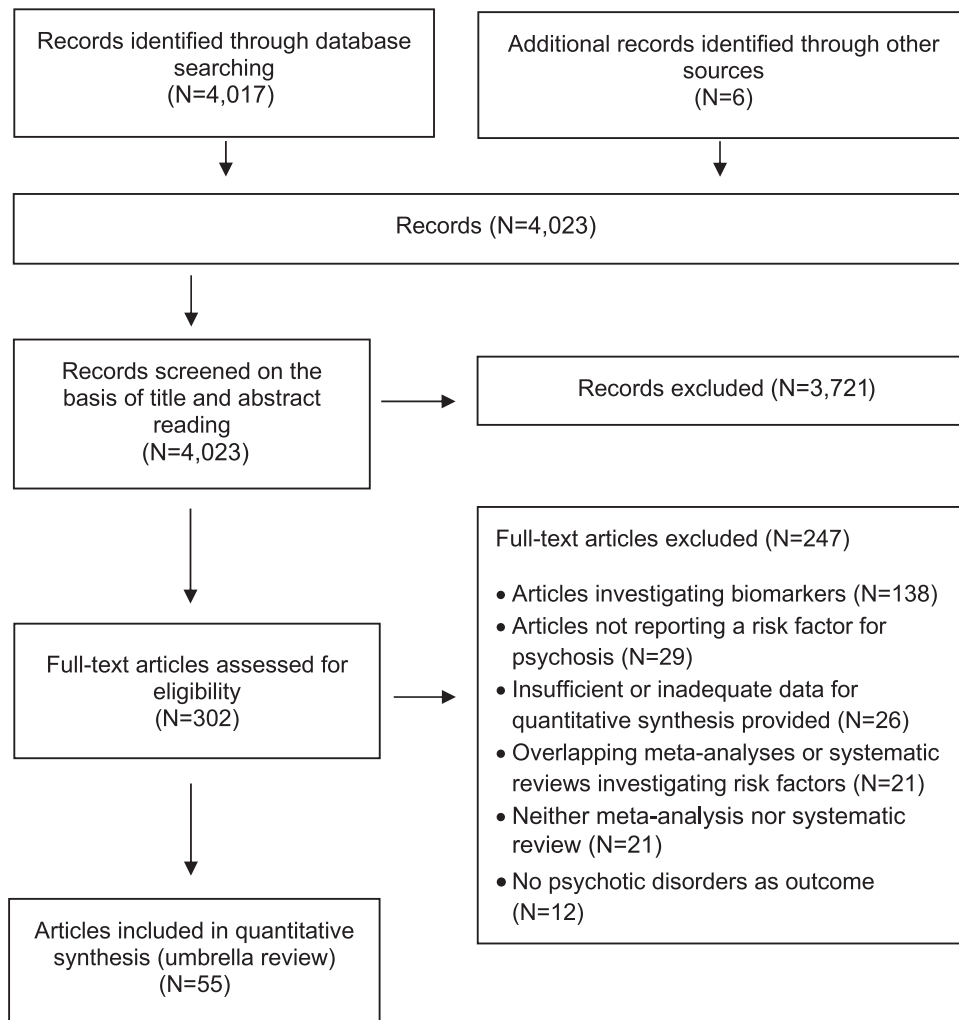 Records identified through database
searching
(N=4,017)
Additional records identified through other
sources
(N=6)
Records (N=4,023)
Records screened on the
basis of title and abstract
reading
(N=4,023)
Records excluded (N=3,721)
Full-text articles assessed for
eligibility
(N=302)
Full-text articles excluded (N=247)
• Articles investigating biomarkers (N=138)
• Articles not reporting a risk factor for
psychosis (N=29)
• Insufficient or inadequate data for
quantitative synthesis provided (N=26)
• Overlapping meta-analyses or systematic
reviews investigating risk factors (N=21)
• Neither meta-analysis nor systematic
review (N=21)
• No psychotic disorders as outcome
(N=12)
Articles included in quantitative
synthesis (umbrella review)
(N=55)